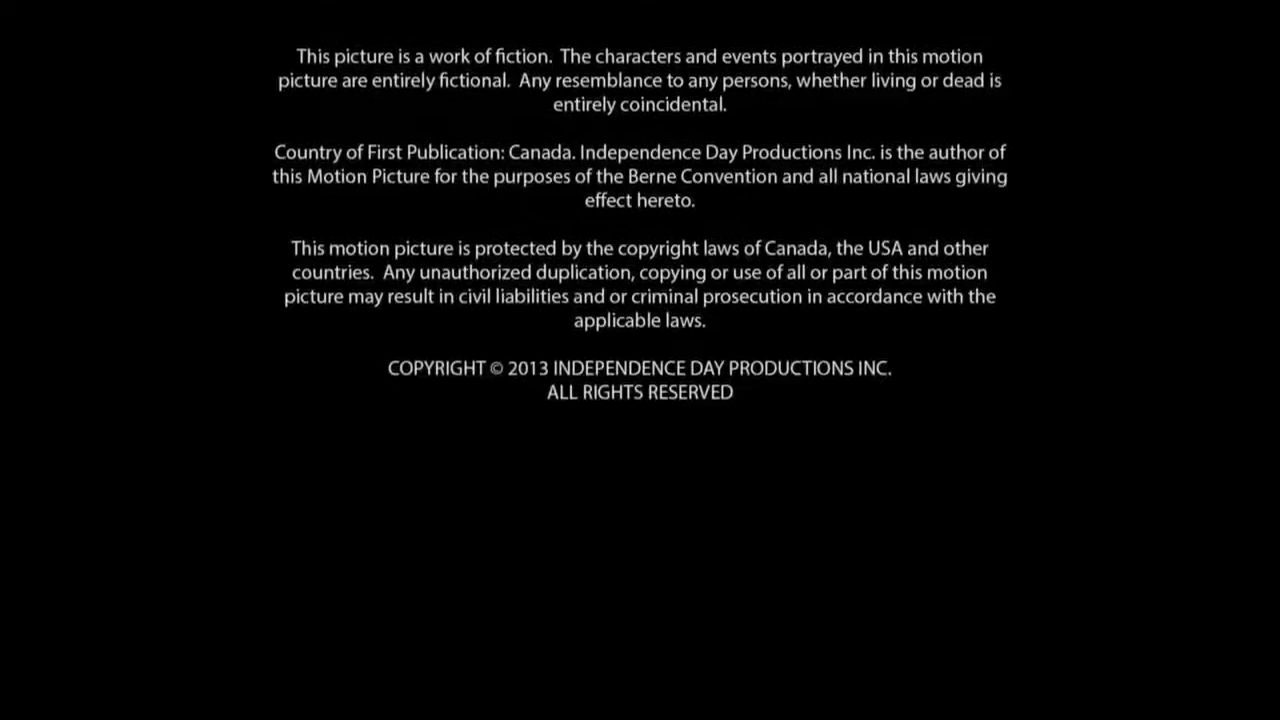 This picture is a work of fiction.  The characters and events portrayed in this motion
picture are entirely fictional.  Any resemblance to any persons, whether living or dead is
entirely coincidental.
Country of First Publication: Canada. Independence Day Productions Inc. is the author of
this Motion Picture for the purposes of the Berne Convention and all national laws giving
effect hereto.
This motion picture is protected by the copyright laws of Canada, the USA and other
countries.  Any unauthorized duplication, copying or use of all or part of this motion
picture may result in civil liabilities and or criminal prosecution in accordance with the
applicable laws.
COPYRIGHT © 2013 INDEPENDENCE DAY PRODUCTIONS INC.
ALL RIGHTS RESERVED